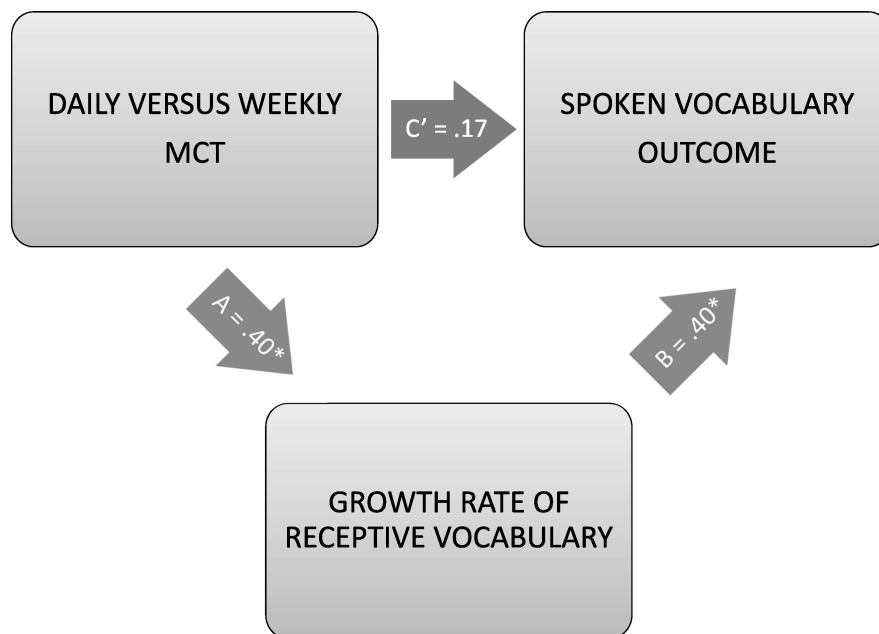 DAILY VERSUS WEEKLY
MCT
C’ = .17
SPOKEN VOCABULARY
OUTCOME
A = .40*
B = .40*
GROWTH RATE OF
RECEPTIVE VOCABULARY